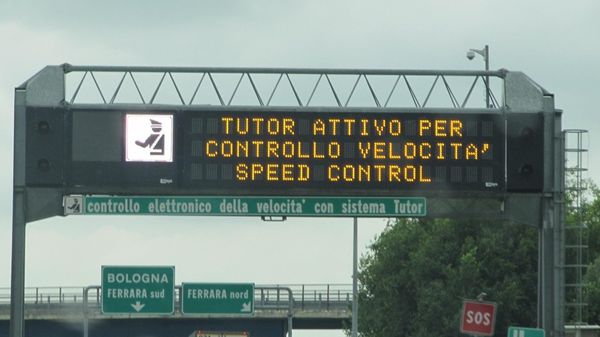 TUTOR ATTIVO PER
CONTROLLO VELOCITA'
SPEED CONTROL
controllo elettronico della velocita' con sistema Tutor
BOLOGNA
FERRARA sud
FERRARA nord
SOS